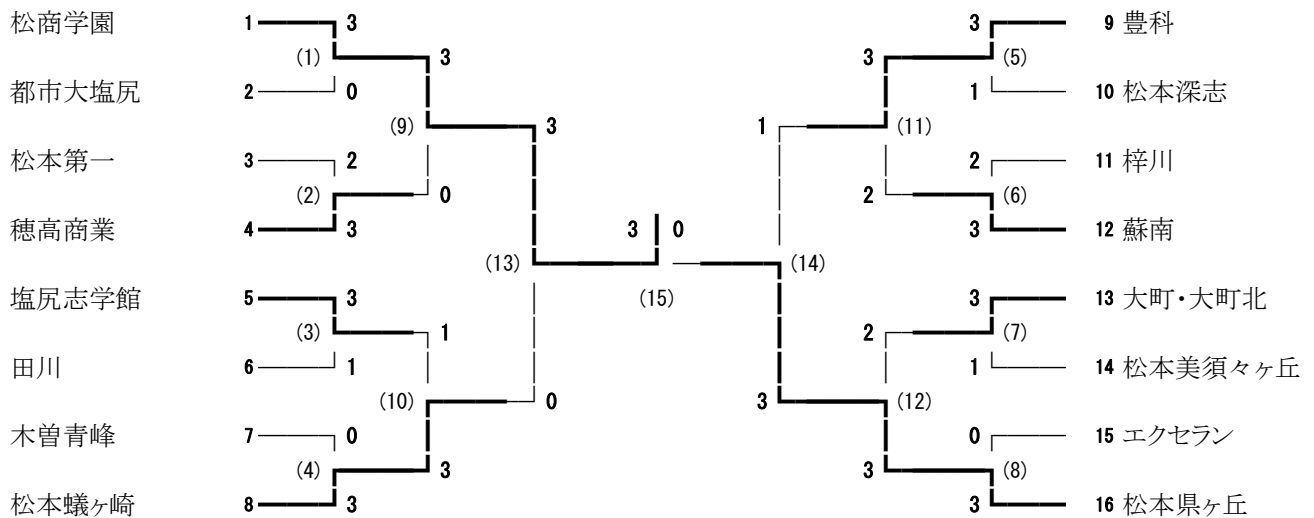 松商学園 1 3 3 9 豊科
(1) 3 3 (5)
都市大塩尻 2 0 1 10 松本深志
(9) 3 1 (11)
松本第一 3 2 2 11 梓川
(2) 0 2 (6)
穂高商業 4 3 3 0 3 12 蘇南
(13) (14)
塩尻志学館 5 3 (15) 3 13 大町・大町北
(3) 1 2 (7)
田川 6 1 1 14 松本美須々ヶ丘
(10) 0 3 (12)
木曽青峰 7 0 0 15 エクセラン
(4) 3 3 (8)
松本蟻ヶ崎 8 3 3 16 松本県ヶ丘